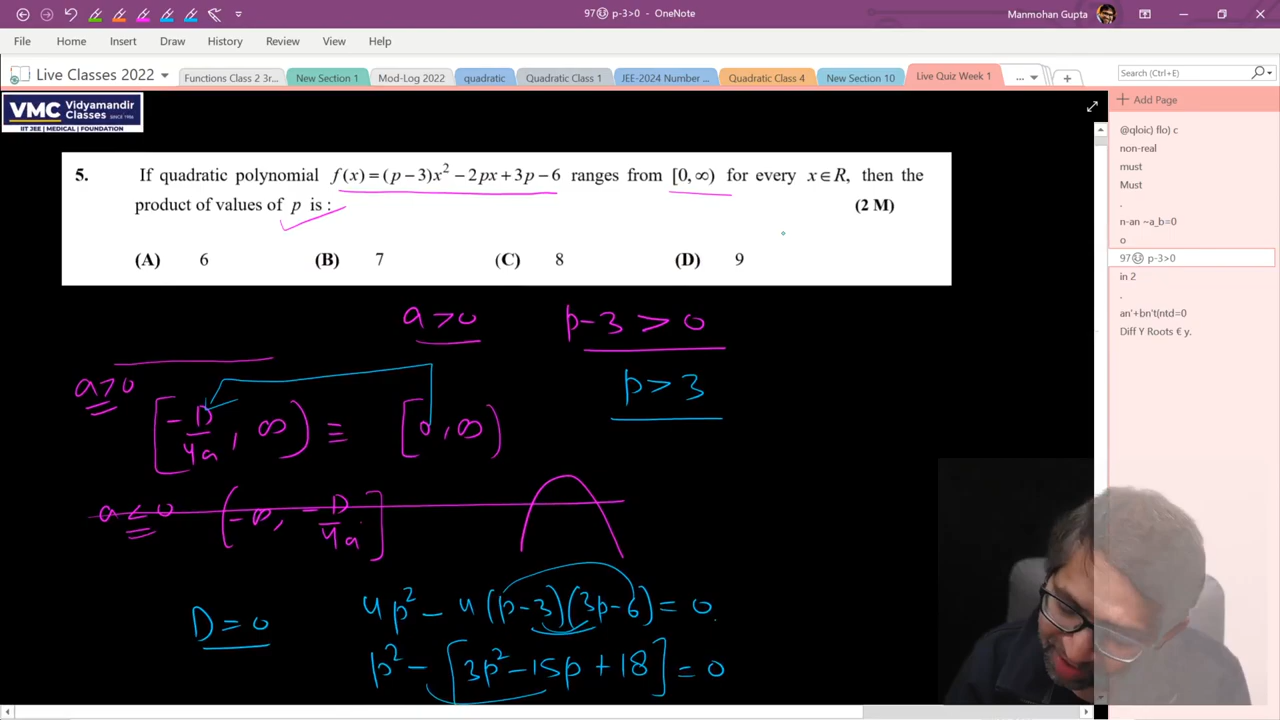 97😢 p-3>0 - OneNote
Manmohan Gupta
File Home Insert Draw History Review View Help
Live Classes 2022
Functions Class 2 3r... New Section 1 Mod-Log 2022 quadratic Quadratic Class 1 JEE-2024 Number ... Quadratic Class 4 New Section 10 Live Quiz Week 1 ...
Search (Ctrl+E)
Add Page
@qloic) flo) c
non-real
must
Must
.
n-an ~a_b=0
o
97😢 p-3>0
in 2
.
an'+bn't(ntd=0
Diff Y Roots € y.
VMC Vidyamandir Classes SINCE 1986
IIT JEE | MEDICAL | FOUNDATION
5. If quadratic polynomial f(x)=(p−3)x²−2px+3p−6 ranges from [0,∞) for every x∈R, then the
product of values of p is : (2 M)
(A) 6 (B) 7 (C) 8 (D) 9
a>0 p-3>0
p>3
a>0
[-D/4a, ∞) ≡ [0, ∞)
a<0 (-∞, -D/4a]
D=0 4p²-4(p-3)(3p-6)=0
p²-[3p²-15p+18]=0